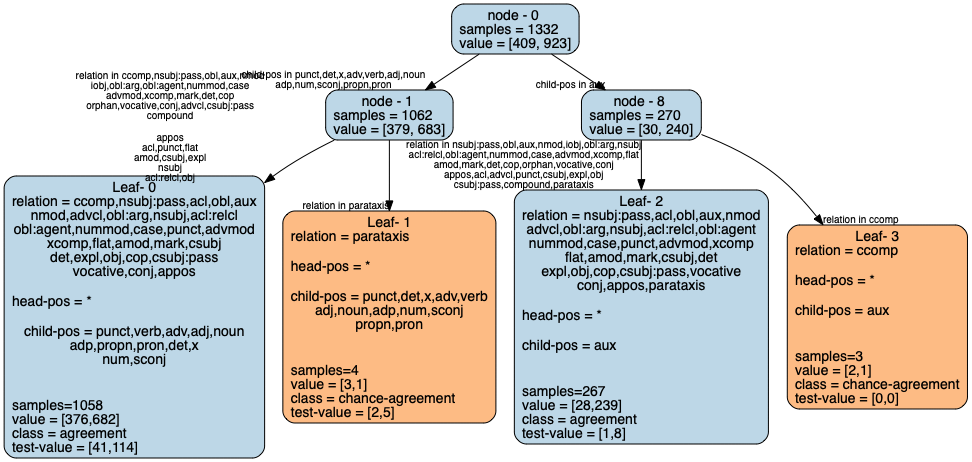 node - 0
samples = 1332
value = [409, 923]
relation in ccomp,nsubj:pass,obl,aux,nmod
iobj,obl:arg,obl:agent,nummod,case
advmod,xcomp,mark,det,cop
orphan,vocative,conj,advcl,csubj:pass
compound
appos
acl,punct,flat
amod,csubj,expl
nsubj
acl:relcl,obj
child-pos in punct,det,x,adv,verb,adj,noun
adp,num,sconj,propn,pron
child-pos in aux
node - 1
samples = 1062
value = [379, 683]
node - 8
samples = 270
value = [30, 240]
relation in nsubj:pass,obl,aux,nmod,iobj,obl:arg,nsubj
acl:relcl,obl:agent,nummod,case,advmod,xcomp,flat
amod,mark,det,cop,orphan,vocative,conj
appos,acl,advcl,punct,csubj,expl,obj
csubj:pass,compound,parataxis
relation in parataxis
relation in ccomp
Leaf- 0
relation = ccomp,nsubj:pass,acl,obl,aux
nmod,advcl,obl:arg,nsubj,acl:relcl
obl:agent,nummod,case,punct,advmod
xcomp,flat,amod,mark,csubj
det,expl,obj,cop,csubj:pass
vocative,conj,appos
head-pos = *
child-pos = punct,verb,adv,adj,noun
adp,propn,pron,det,x
num,sconj
samples=1058
value = [376,682]
class = agreement
test-value = [41,114]
Leaf- 1
relation = parataxis
head-pos = *
child-pos = punct,det,x,adv,verb
adj,noun,adp,num,sconj
propn,pron
samples=4
value = [3,1]
class = chance-agreement
test-value = [2,5]
Leaf- 2
relation = nsubj:pass,acl,obl,aux,nmod
advcl,obl:arg,nsubj,acl:relcl,obl:agent
nummod,case,punct,advmod,xcomp
flat,amod,mark,csubj,det
expl,obj,cop,csubj:pass,vocative
conj,appos,parataxis
head-pos = *
child-pos = aux
samples=267
value = [28,239]
class = agreement
test-value = [1,8]
Leaf- 3
relation = ccomp
head-pos = *
child-pos = aux
samples=3
value = [2,1]
class = chance-agreement
test-value = [0,0]